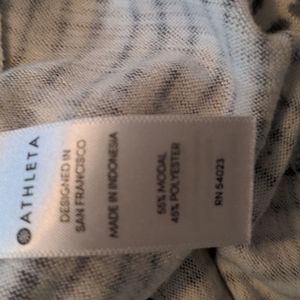 ATHLETA
DESIGNED IN
SAN FRANCISCO
MADE IN INDONESIA
55% MODAL
45% POLYESTER
RN 54023